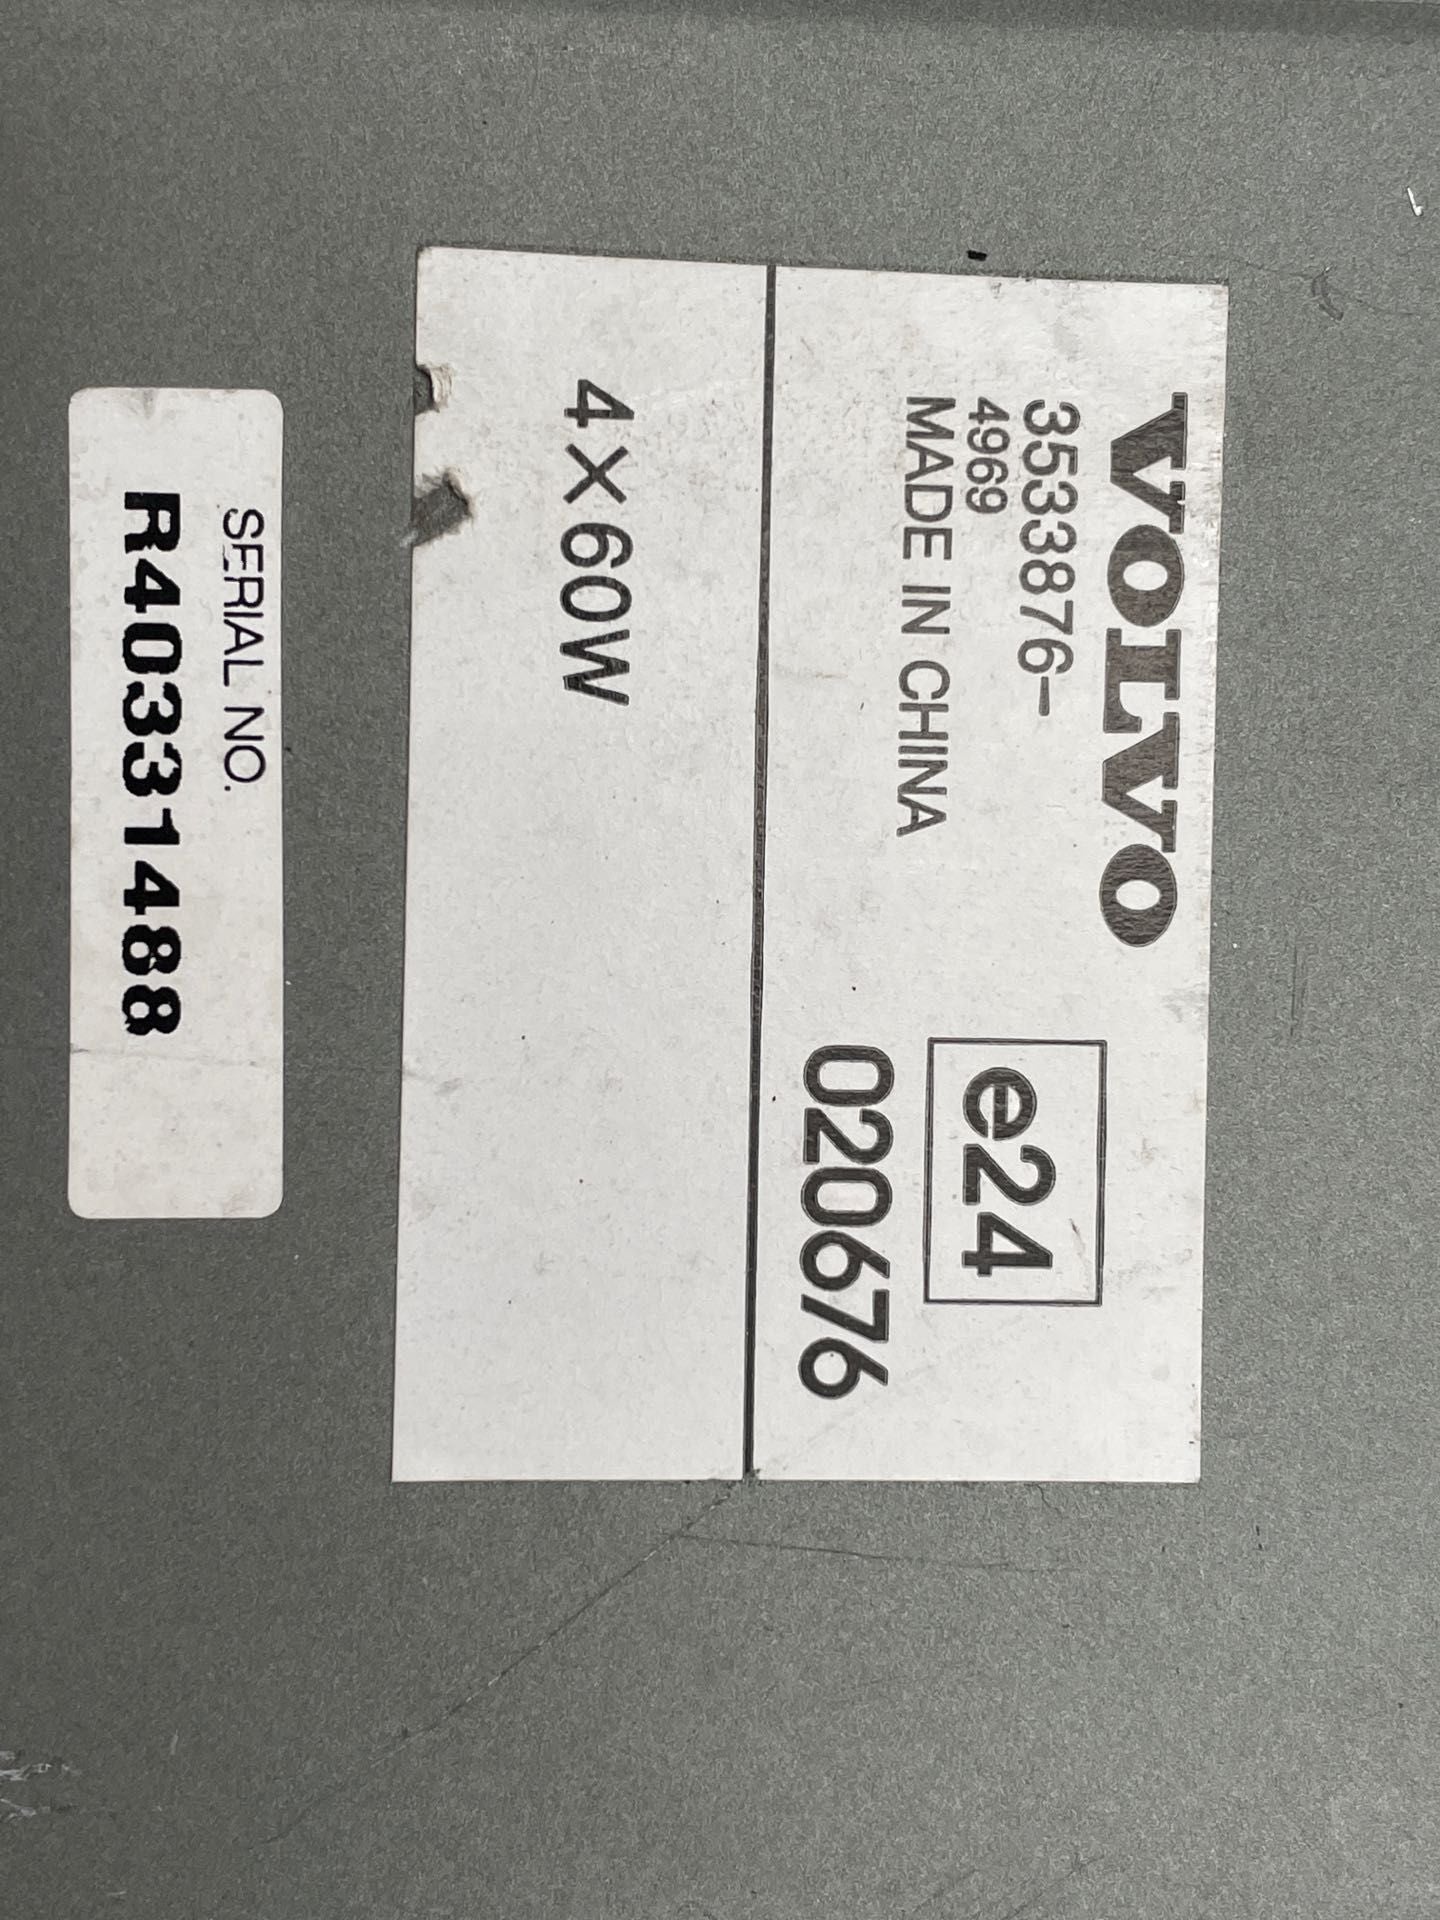 VOLVO
3533876-
4969
MADE IN CHINA
e24
020676
4×60W
SERIAL NO.
R40331488